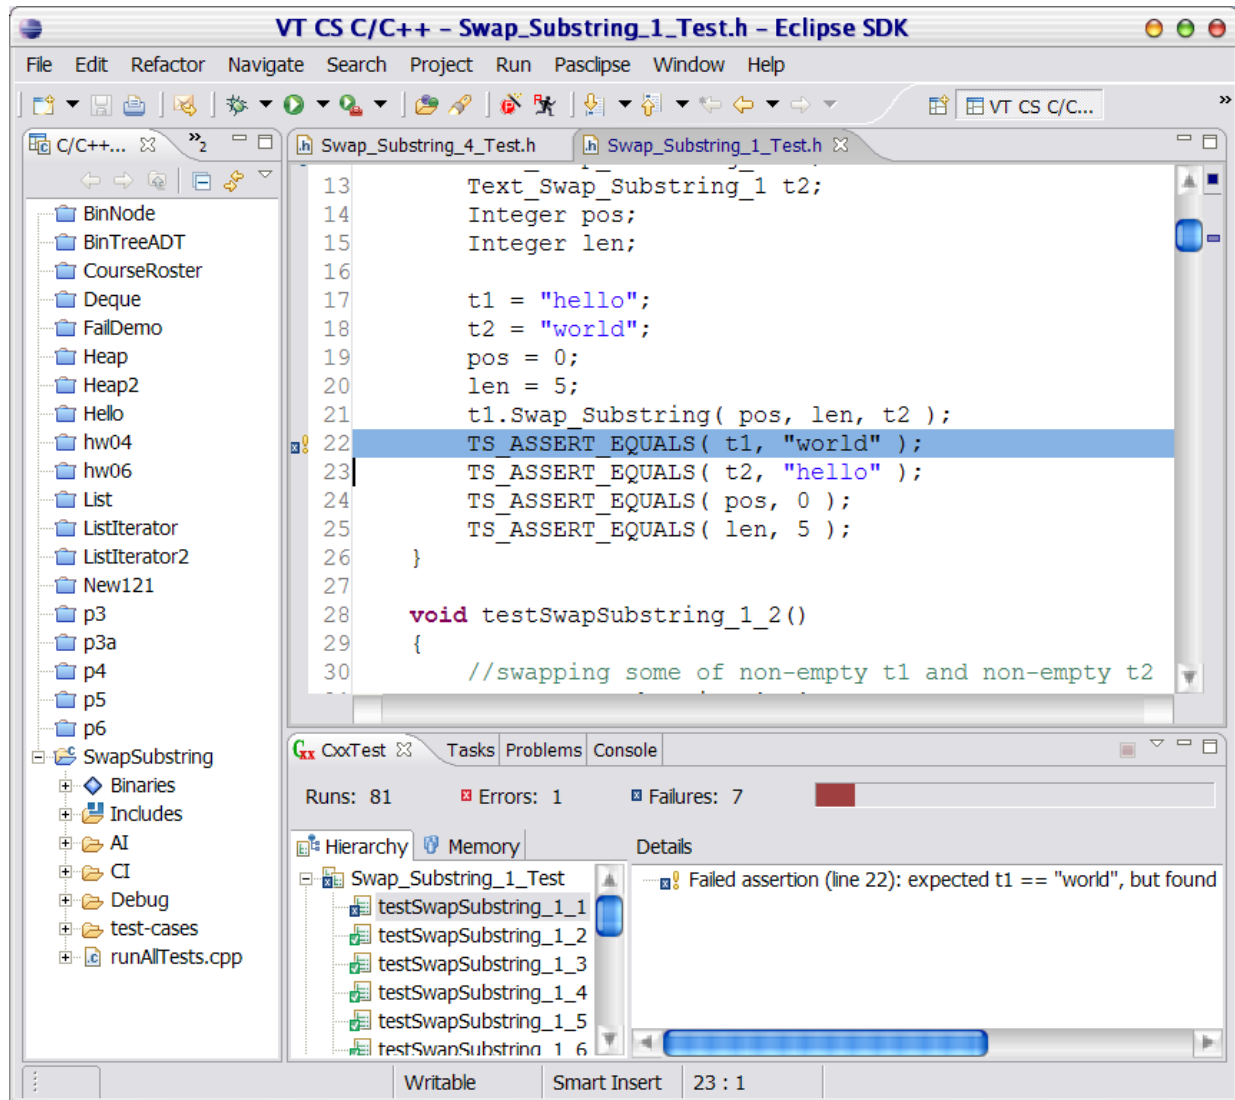 VT CS C/C++ – Swap_Substring_1_Test.h – Eclipse SDK
File Edit Refactor Navigate Search Project Run Pasclipse Window Help
VT CS C/C... »
C/C++... »2
Swap_Substring_4_Test.h Swap_Substring_1_Test.h
BinNode
BinTreeADT
CourseRoster
Deque
FailDemo
Heap
Heap2
Hello
hw04
hw06
List
ListIterator
ListIterator2
New121
p3
p3a
p4
p5
p6
SwapSubstring
Binaries
Includes
AI
CI
Debug
test-cases
runAllTests.cpp
13 Text_Swap_Substring_1 t2;
14 Integer pos;
15 Integer len;
16
17 t1 = "hello";
18 t2 = "world";
19 pos = 0;
20 len = 5;
21 t1.Swap_Substring( pos, len, t2 );
22 TS_ASSERT_EQUALS( t1, "world" );
23 TS_ASSERT_EQUALS( t2, "hello" );
24 TS_ASSERT_EQUALS( pos, 0 );
25 TS_ASSERT_EQUALS( len, 5 );
26 }
27
28 void testSwapSubstring_1_2()
29 {
30 //swapping some of non-empty t1 and non-empty t2
CxxTest Tasks Problems Console
Runs: 81 Errors: 1 Failures: 7
Hierarchy Memory Details
Swap_Substring_1_Test
testSwapSubstring_1_1
testSwapSubstring_1_2
testSwapSubstring_1_3
testSwapSubstring_1_4
testSwapSubstring_1_5
testSwapSubstring_1_6
Failed assertion (line 22): expected t1 == "world", but found
Writable Smart Insert 23 : 1